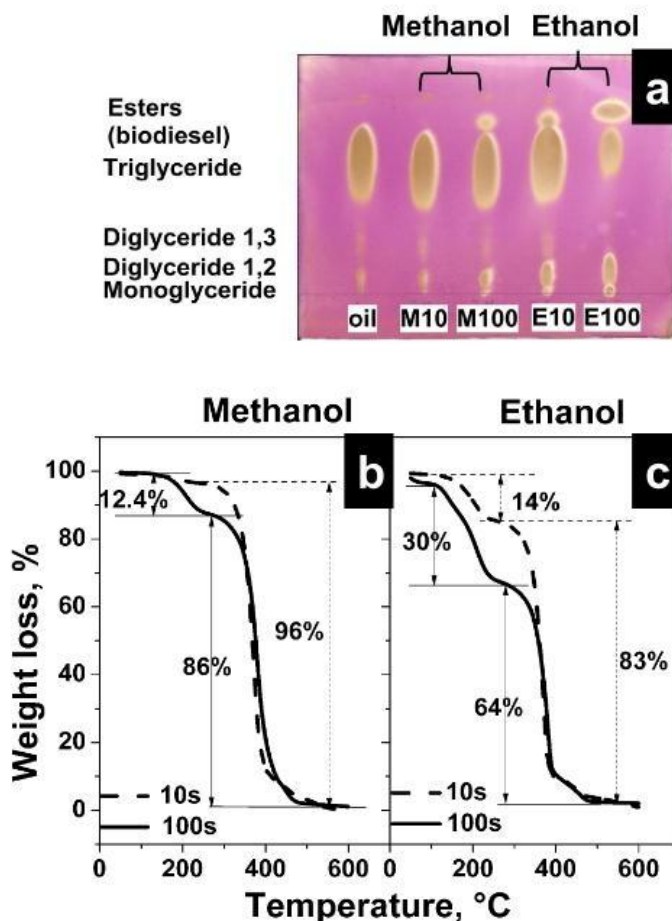 Methanol Ethanol
a
Esters
(biodiesel)
Triglyceride
Diglyceride 1,3
Diglyceride 1,2
Monoglyceride
oil M10 M100 E10 E100
Methanol Ethanol
b c
Weight loss, %
100
80
60
40
20
0
12.4%
86%
96%
14%
30%
64%
83%
10s
100s
10s
100s
0 200 400 600 0 200 400 600
Temperature, °C